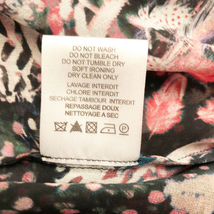 DO NOT WASH
DO NOT BLEACH
DO NOT TUMBLE DRY
SOFT IRONING
DRY CLEAN ONLY
LAVAGE INTERDIT
CHLORE INTERDIT
SECHAGE TAMBOUR INTERDIT
REPASSAGE DOUX
NETTOYAGE A SEC